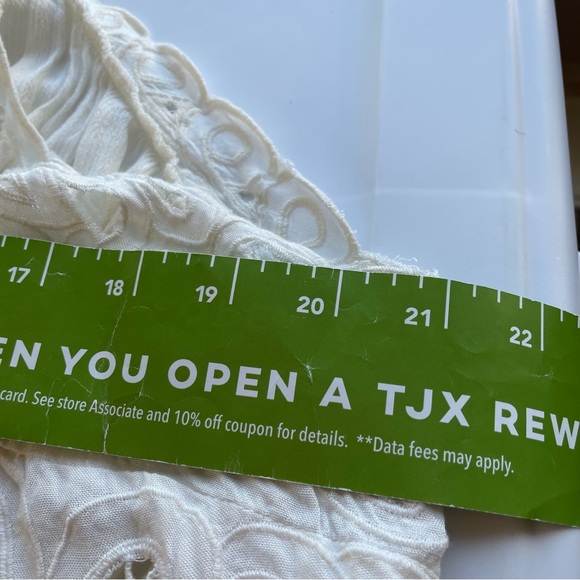 17 18 19 20 21 22
EN YOU OPEN A TJX REW
card. See store Associate and 10% off coupon for details. **Data fees may apply.